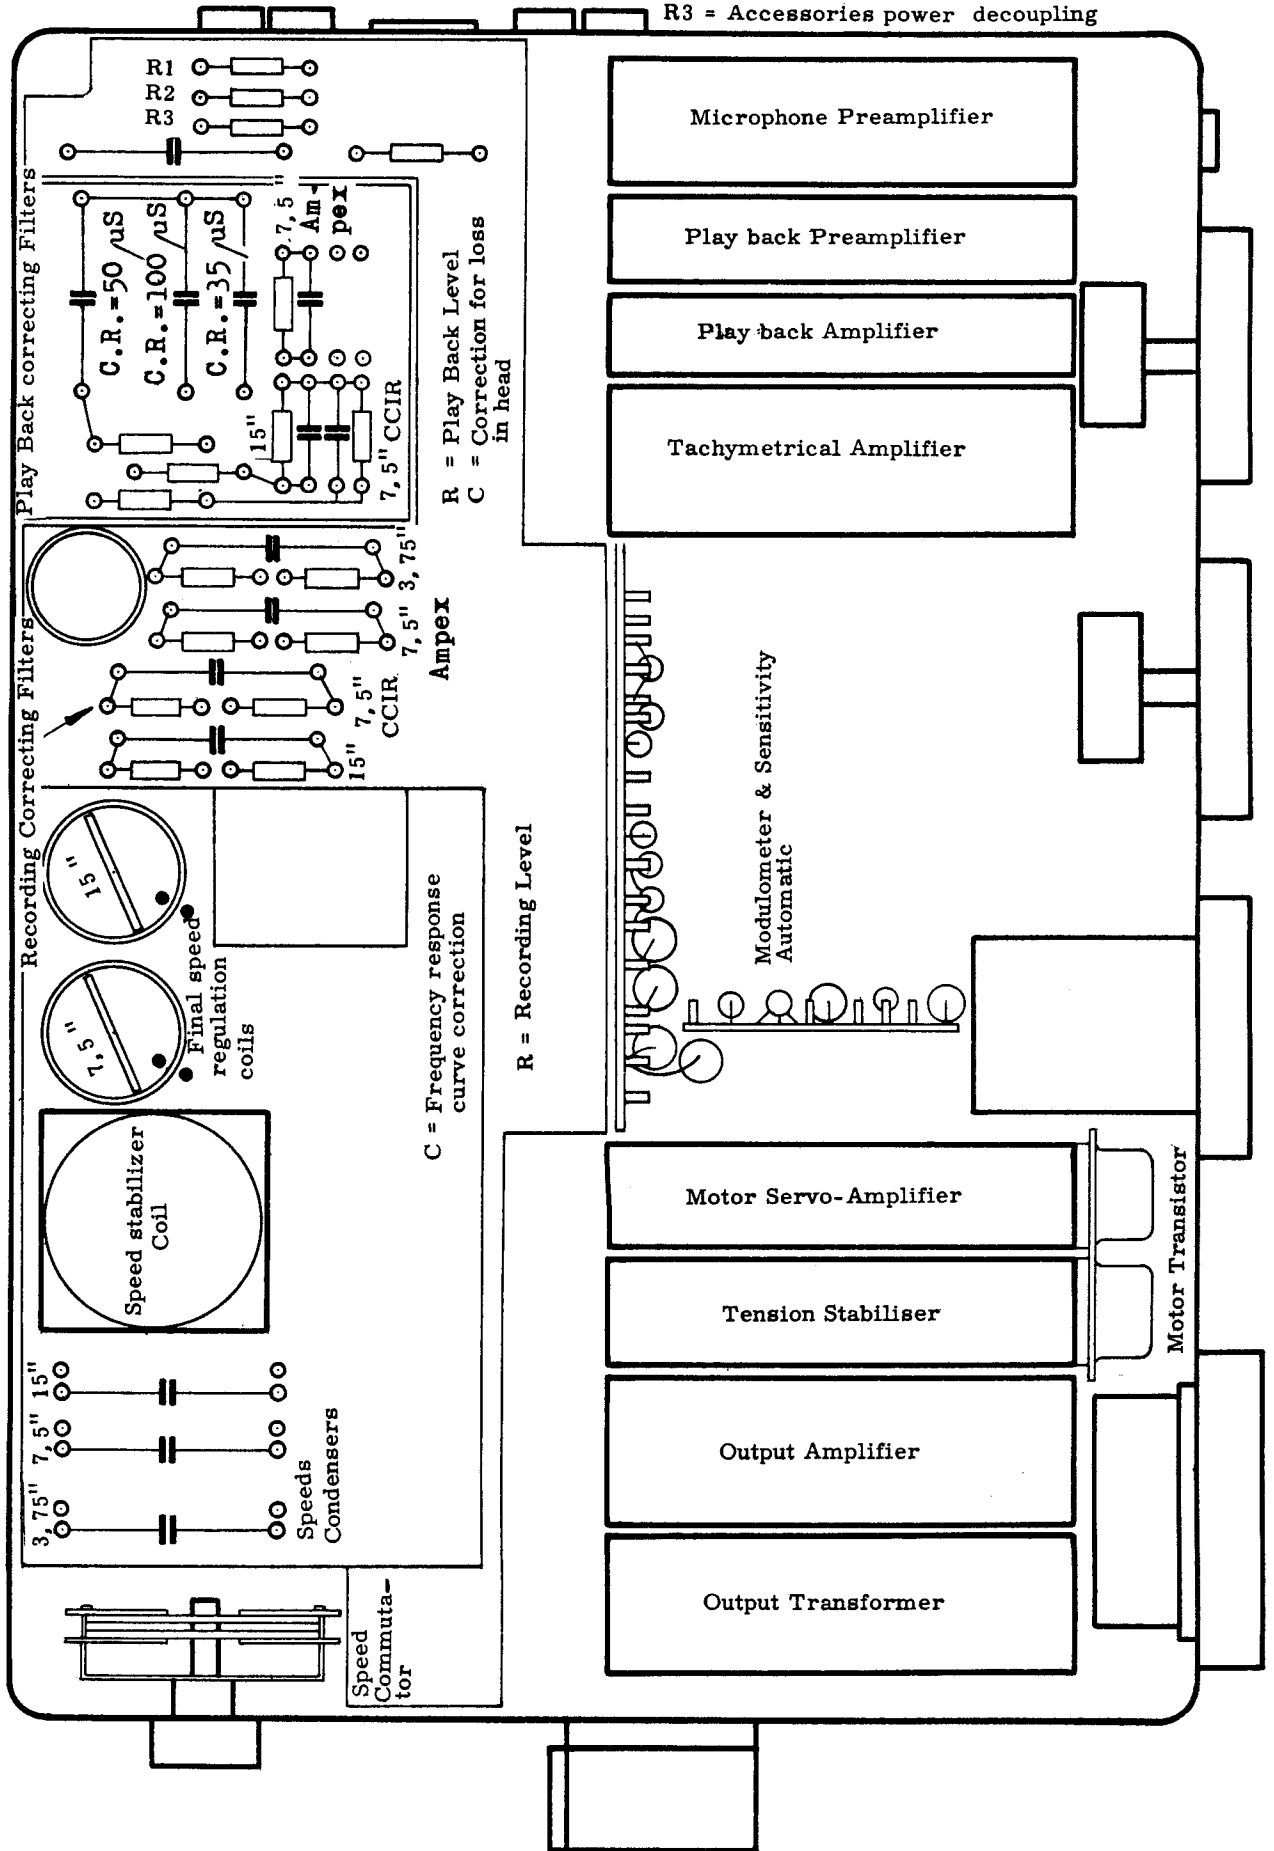 R3 = Accessories power decoupling
R1
R2
R3
Microphone Preamplifier
Play back Preamplifier
Play back Amplifier
Tachymetrical Amplifier
Play Back correcting Filters
C.R.=50 /uS
C.R.=100 /uS
C.R.=35 /uS
7,5"
Am-
pex
15"
7,5" CCIR
R = Play Back Level
C = Correction for loss
in head
Recording Correcting Filters
3,75"
7,5"
Ampex
7,5"
CCIR
15"
15"
7,5"
Final speed
regulation
coils
C = Frequency response
curve correction
R = Recording Level
Modulometer & Sensitivity
Automatic
Speed stabilizer
Coil
Motor Servo-Amplifier
Tension Stabiliser
Motor Transistor
15"
7,5"
3,75"
Speeds
Condensers
Output Amplifier
Output Transformer
Speed
Commuta-
tor